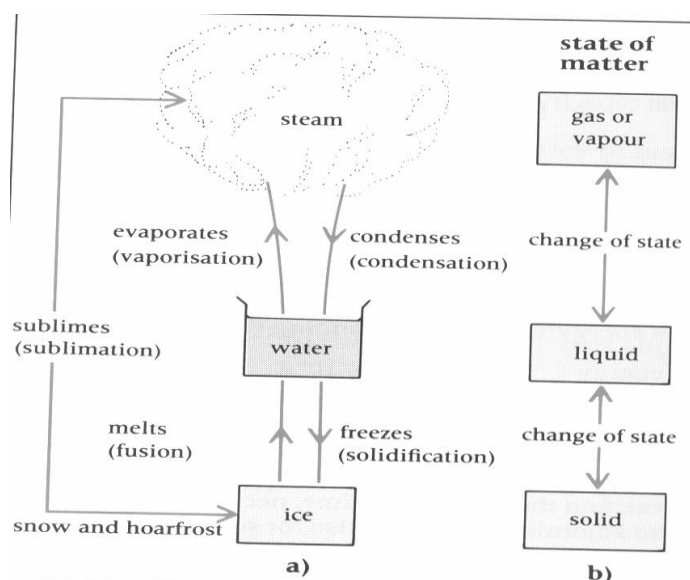 state of
matter
steam
gas or
vapour
evaporates
(vaporisation)
condenses
(condensation)
change of state
sublimes
(sublimation)
water
liquid
melts
(fusion)
freezes
(solidification)
change of state
snow and hoarfrost
ice
solid
a)
b)